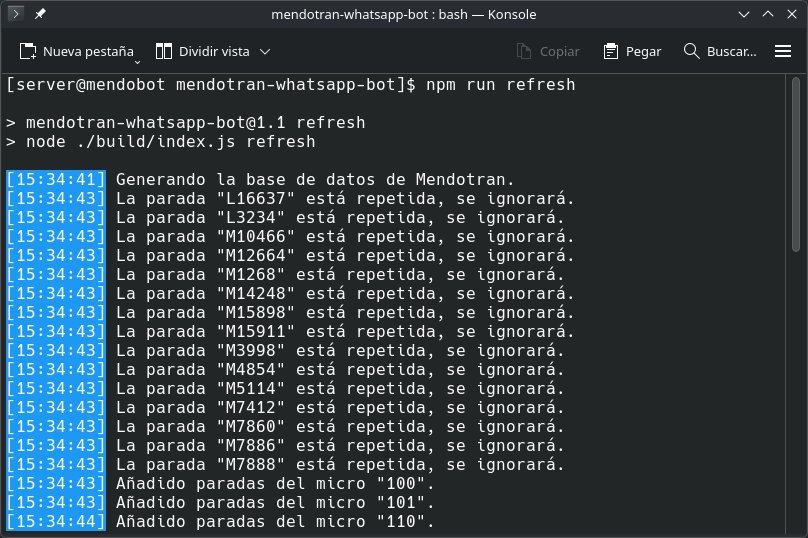 mendotran-whatsapp-bot : bash — Konsole
Nueva pestaña
Dividir vista
Copiar
Pegar
Buscar...
[server@mendobot mendotran-whatsapp-bot]$ npm run refresh
> mendotran-whatsapp-bot@1.1 refresh
> node ./build/index.js refresh
[15:34:41] Generando la base de datos de Mendotran.
[15:34:43] La parada "L16637" está repetida, se ignorará.
[15:34:43] La parada "L3234" está repetida, se ignorará.
[15:34:43] La parada "M10466" está repetida, se ignorará.
[15:34:43] La parada "M12664" está repetida, se ignorará.
[15:34:43] La parada "M1268" está repetida, se ignorará.
[15:34:43] La parada "M14248" está repetida, se ignorará.
[15:34:43] La parada "M15898" está repetida, se ignorará.
[15:34:43] La parada "M15911" está repetida, se ignorará.
[15:34:43] La parada "M3998" está repetida, se ignorará.
[15:34:43] La parada "M4854" está repetida, se ignorará.
[15:34:43] La parada "M5114" está repetida, se ignorará.
[15:34:43] La parada "M7412" está repetida, se ignorará.
[15:34:43] La parada "M7860" está repetida, se ignorará.
[15:34:43] La parada "M7886" está repetida, se ignorará.
[15:34:43] La parada "M7888" está repetida, se ignorará.
[15:34:43] Añadido paradas del micro "100".
[15:34:43] Añadido paradas del micro "101".
[15:34:44] Añadido paradas del micro "110".